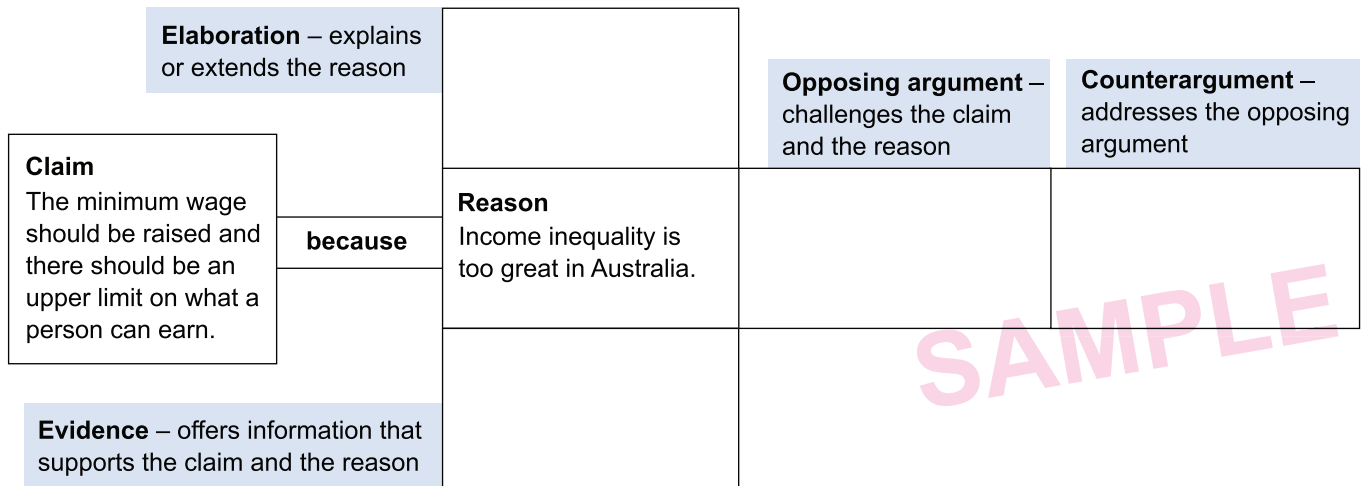 Elaboration – explains
or extends the reason
Opposing argument –
challenges the claim
and the reason
Counterargument –
addresses the opposing
argument
Claim
The minimum wage
should be raised and
there should be an
upper limit on what a
person can earn.
because
Reason
Income inequality is
too great in Australia.
SAMPLE
Evidence – offers information that
supports the claim and the reason